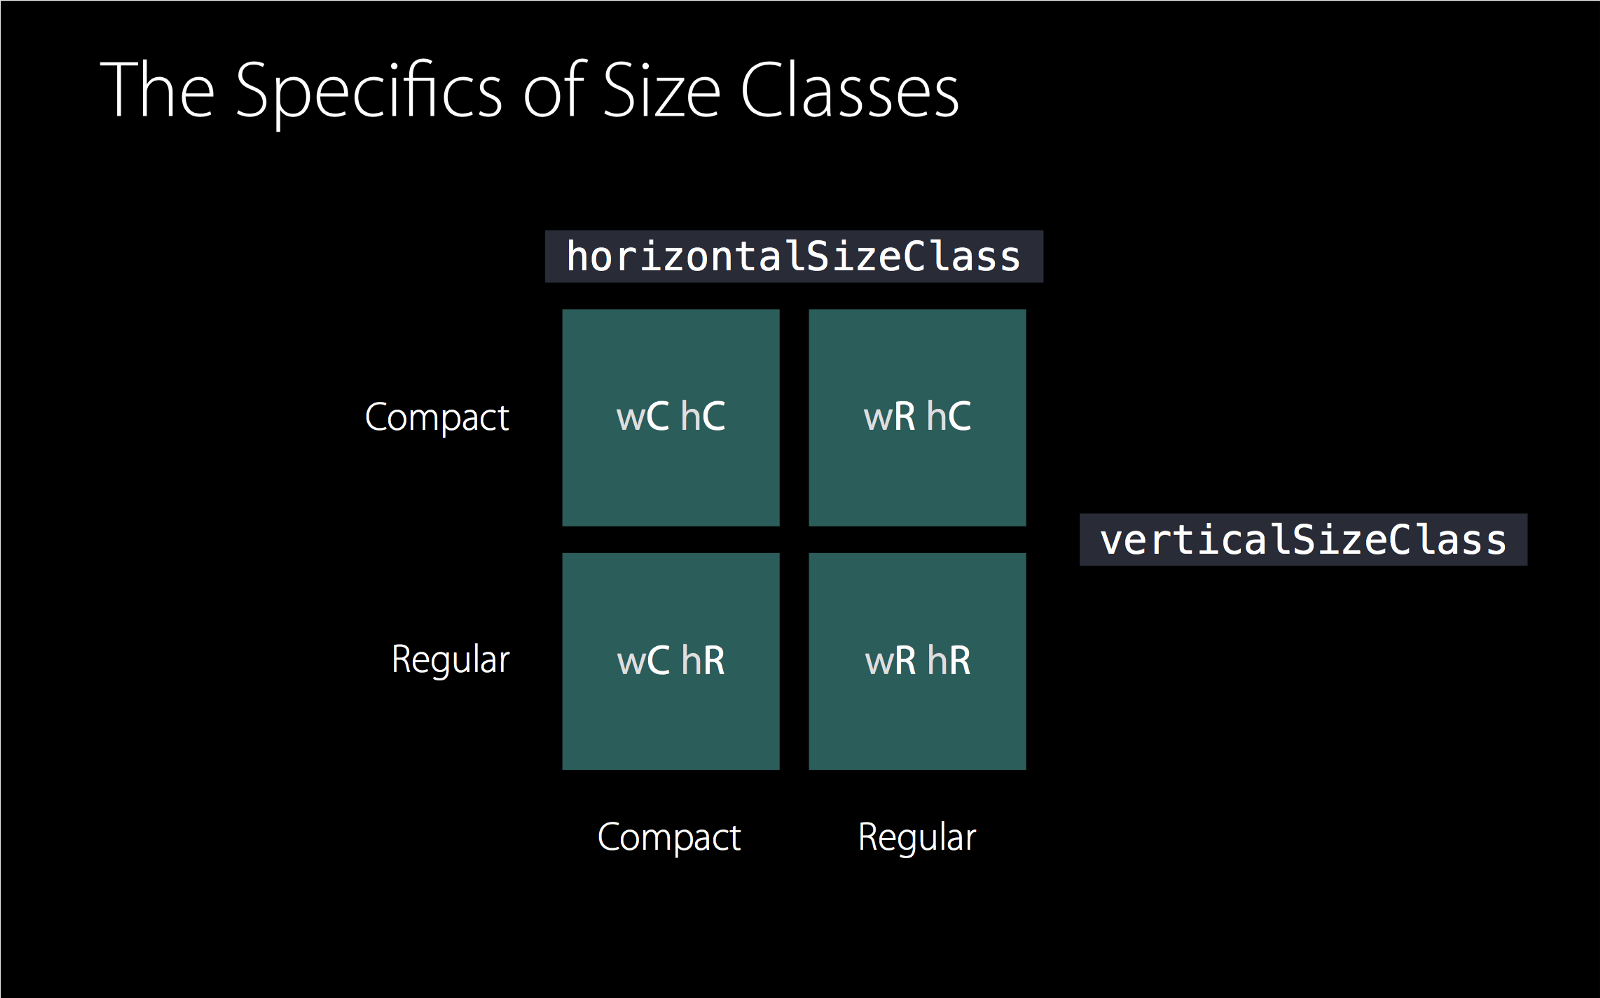 The Specifics of Size Classes
horizontalSizeClass
Compact
wC hC
wR hC
verticalSizeClass
Regular
wC hR
wR hR
Compact
Regular